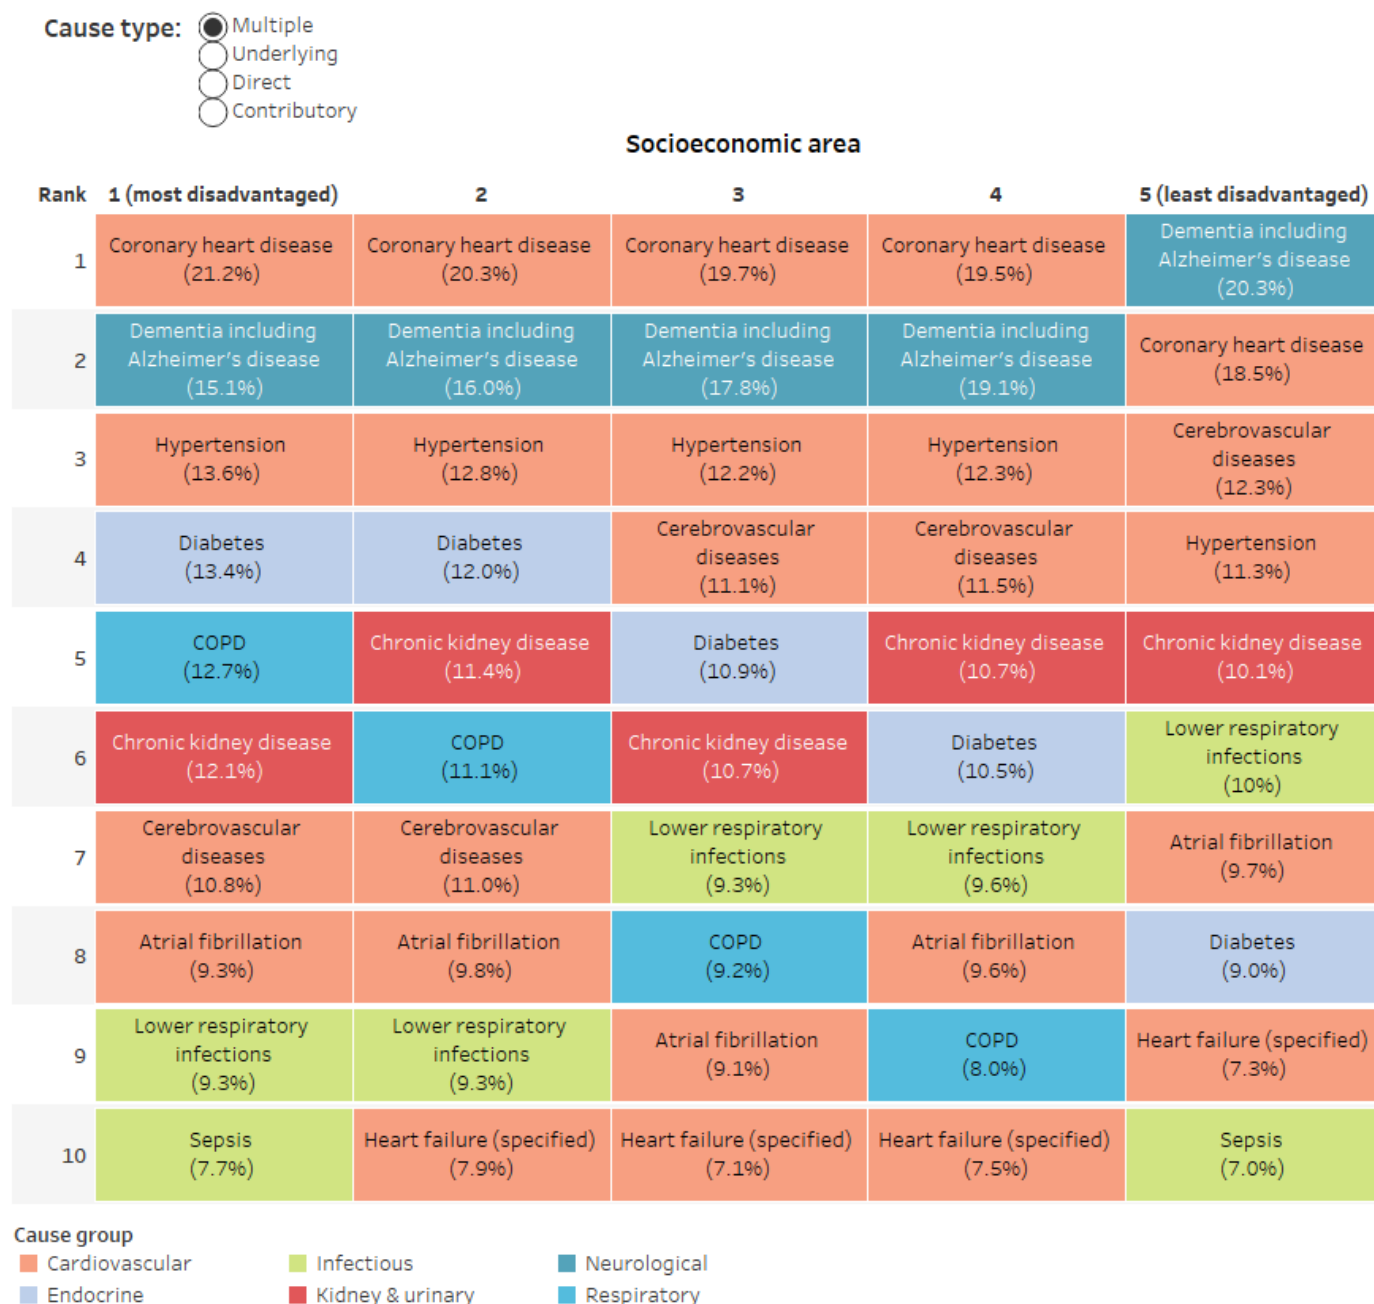 Cause type:
Multiple
Underlying
Direct
Contributory
Socioeconomic area
Rank 1 (most disadvantaged) 2 3 4 5 (least disadvantaged)
1
Coronary heart disease
(21.2%)
Coronary heart disease
(20.3%)
Coronary heart disease
(19.7%)
Coronary heart disease
(19.5%)
Dementia including
Alzheimer's disease
(20.3%)
2
Dementia including
Alzheimer's disease
(15.1%)
Dementia including
Alzheimer's disease
(16.0%)
Dementia including
Alzheimer's disease
(17.8%)
Dementia including
Alzheimer's disease
(19.1%)
Coronary heart disease
(18.5%)
3
Hypertension
(13.6%)
Hypertension
(12.8%)
Hypertension
(12.2%)
Hypertension
(12.3%)
Cerebrovascular
diseases
(12.3%)
4
Diabetes
(13.4%)
Diabetes
(12.0%)
Cerebrovascular
diseases
(11.1%)
Cerebrovascular
diseases
(11.5%)
Hypertension
(11.3%)
5
COPD
(12.7%)
Chronic kidney disease
(11.4%)
Diabetes
(10.9%)
Chronic kidney disease
(10.7%)
Chronic kidney disease
(10.1%)
6
Chronic kidney disease
(12.1%)
COPD
(11.1%)
Chronic kidney disease
(10.7%)
Diabetes
(10.5%)
Lower respiratory
infections
(10%)
7
Cerebrovascular
diseases
(10.8%)
Cerebrovascular
diseases
(11.0%)
Lower respiratory
infections
(9.3%)
Lower respiratory
infections
(9.6%)
Atrial fibrillation
(9.7%)
8
Atrial fibrillation
(9.3%)
Atrial fibrillation
(9.8%)
COPD
(9.2%)
Atrial fibrillation
(9.6%)
Diabetes
(9.0%)
9
Lower respiratory
infections
(9.3%)
Lower respiratory
infections
(9.3%)
Atrial fibrillation
(9.1%)
COPD
(8.0%)
Heart failure (specified)
(7.3%)
10
Sepsis
(7.7%)
Heart failure (specified)
(7.9%)
Heart failure (specified)
(7.1%)
Heart failure (specified)
(7.5%)
Sepsis
(7.0%)
Cause group
Cardiovascular Infectious Neurological
Endocrine Kidney & urinary Respiratory